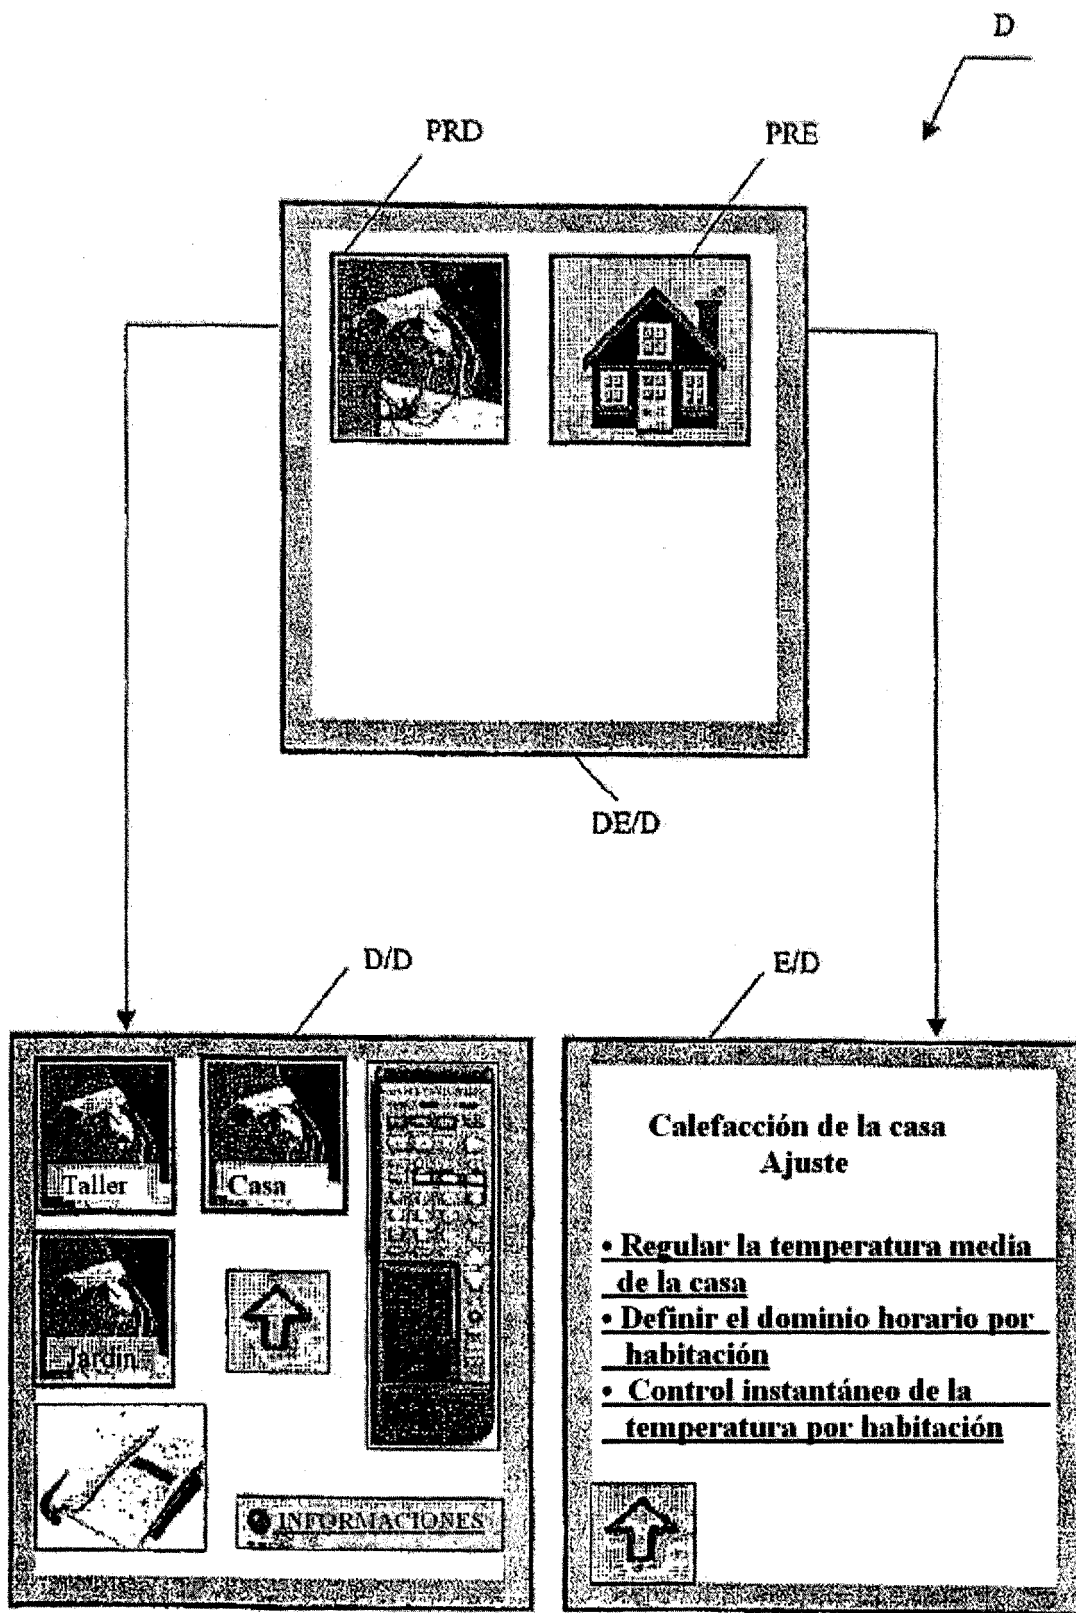 D
PRD
PRE
DE/D
D/D
E/D
Taller
Casa
Jardín
INFORMACIONES
Calefacción de la casa
Ajuste
• Regular la temperatura media
de la casa
• Definir el dominio horario por
habitación
• Control instantáneo de la
temperatura por habitación